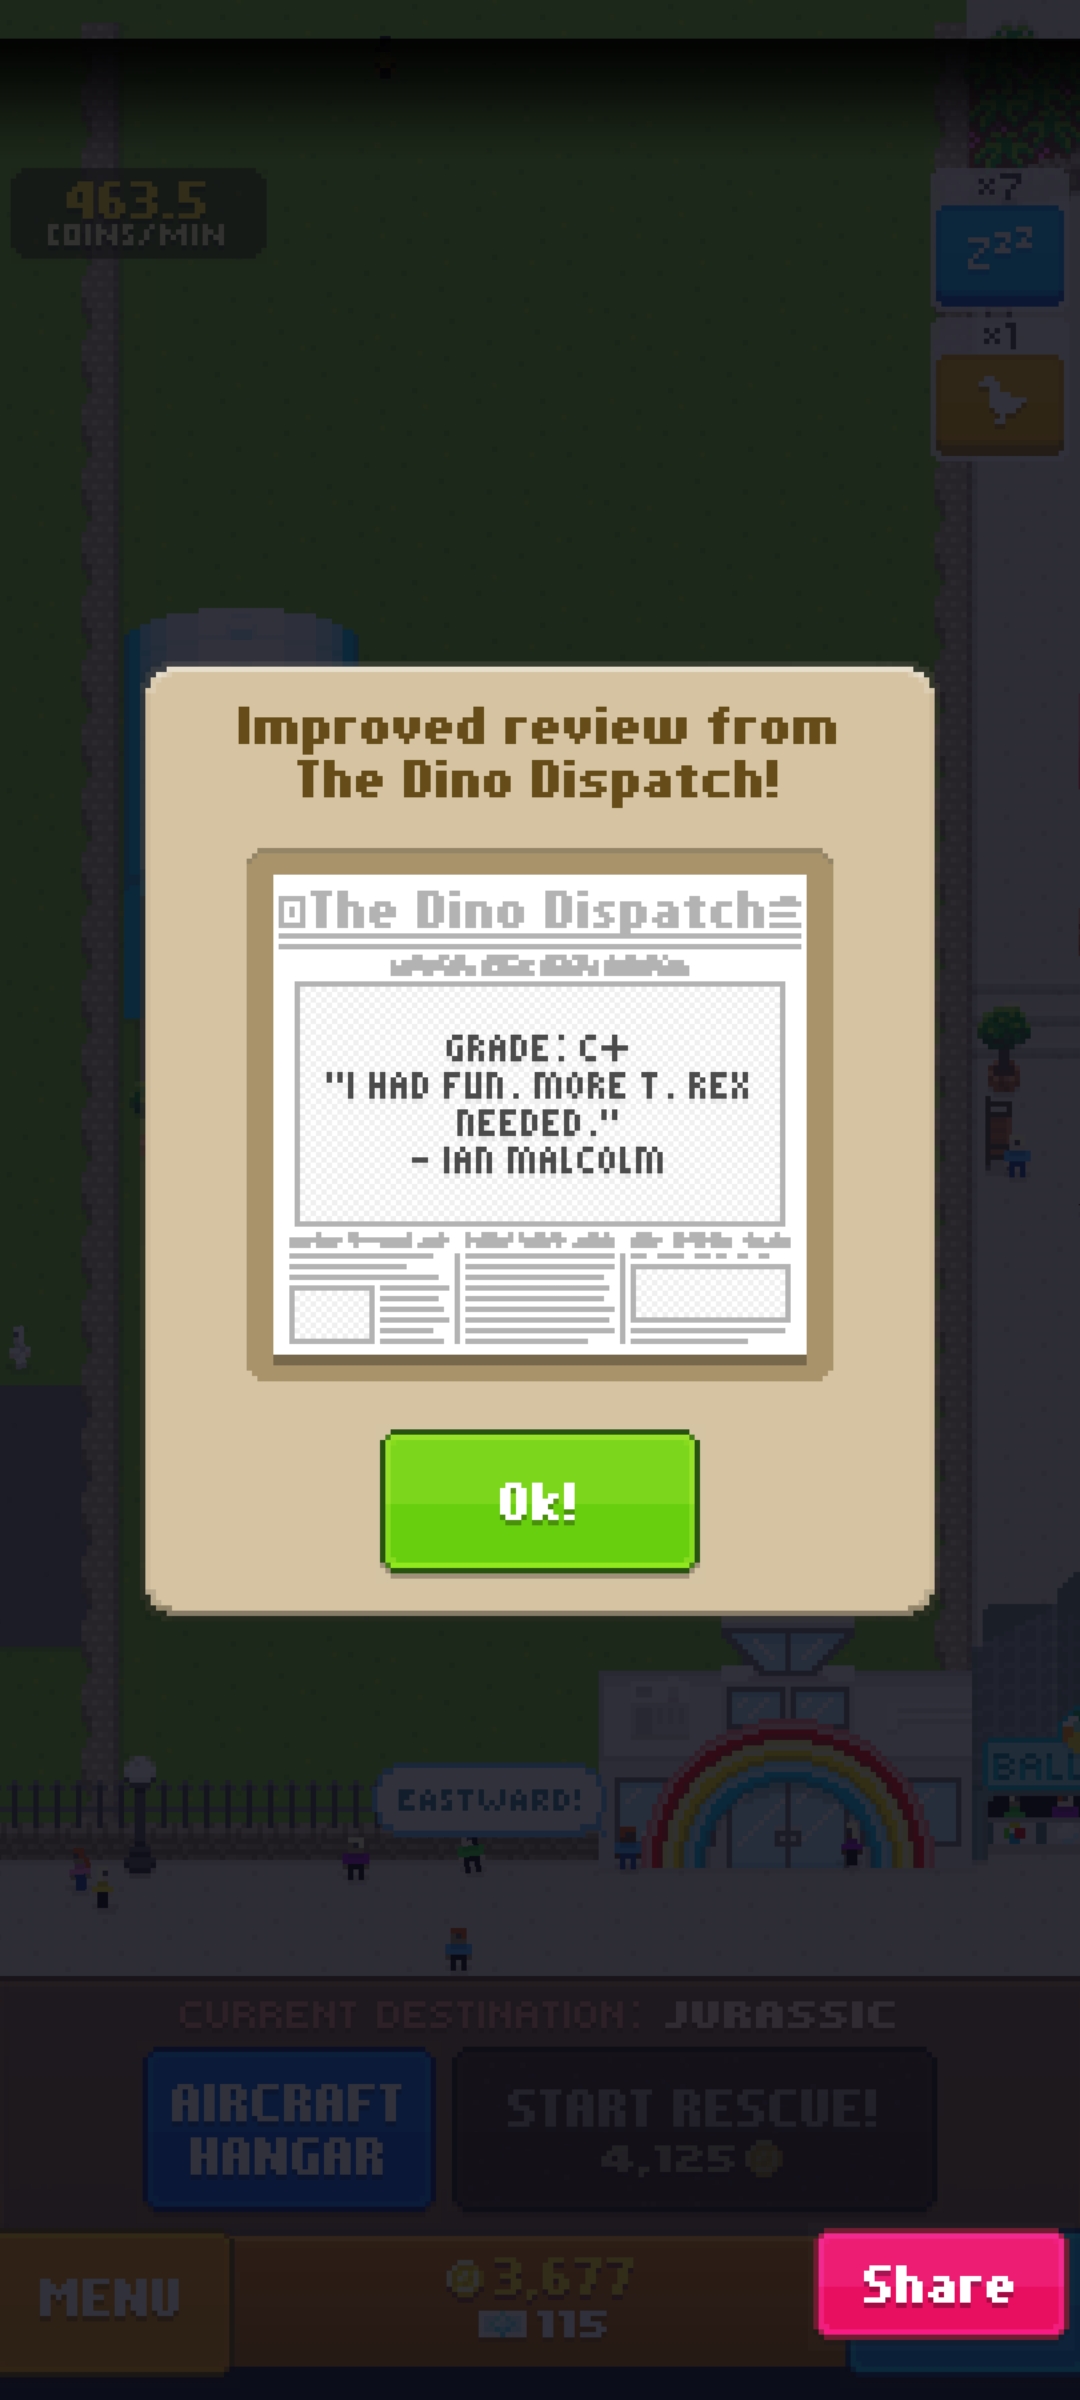 463.5
COINS/MIN
x7
zzz
x1
Improved review from
The Dino Dispatch!
The Dino Dispatch
GRADE: C+
"I HAD FUN. MORE T. REX
NEEDED."
- IAN MALCOLM
Ok!
BALL
EASTWARD!
CURRENT DESTINATION: JURASSIC
AIRCRAFT
HANGAR
START RESCUE!
4,125
MENU
3,677
115
Share